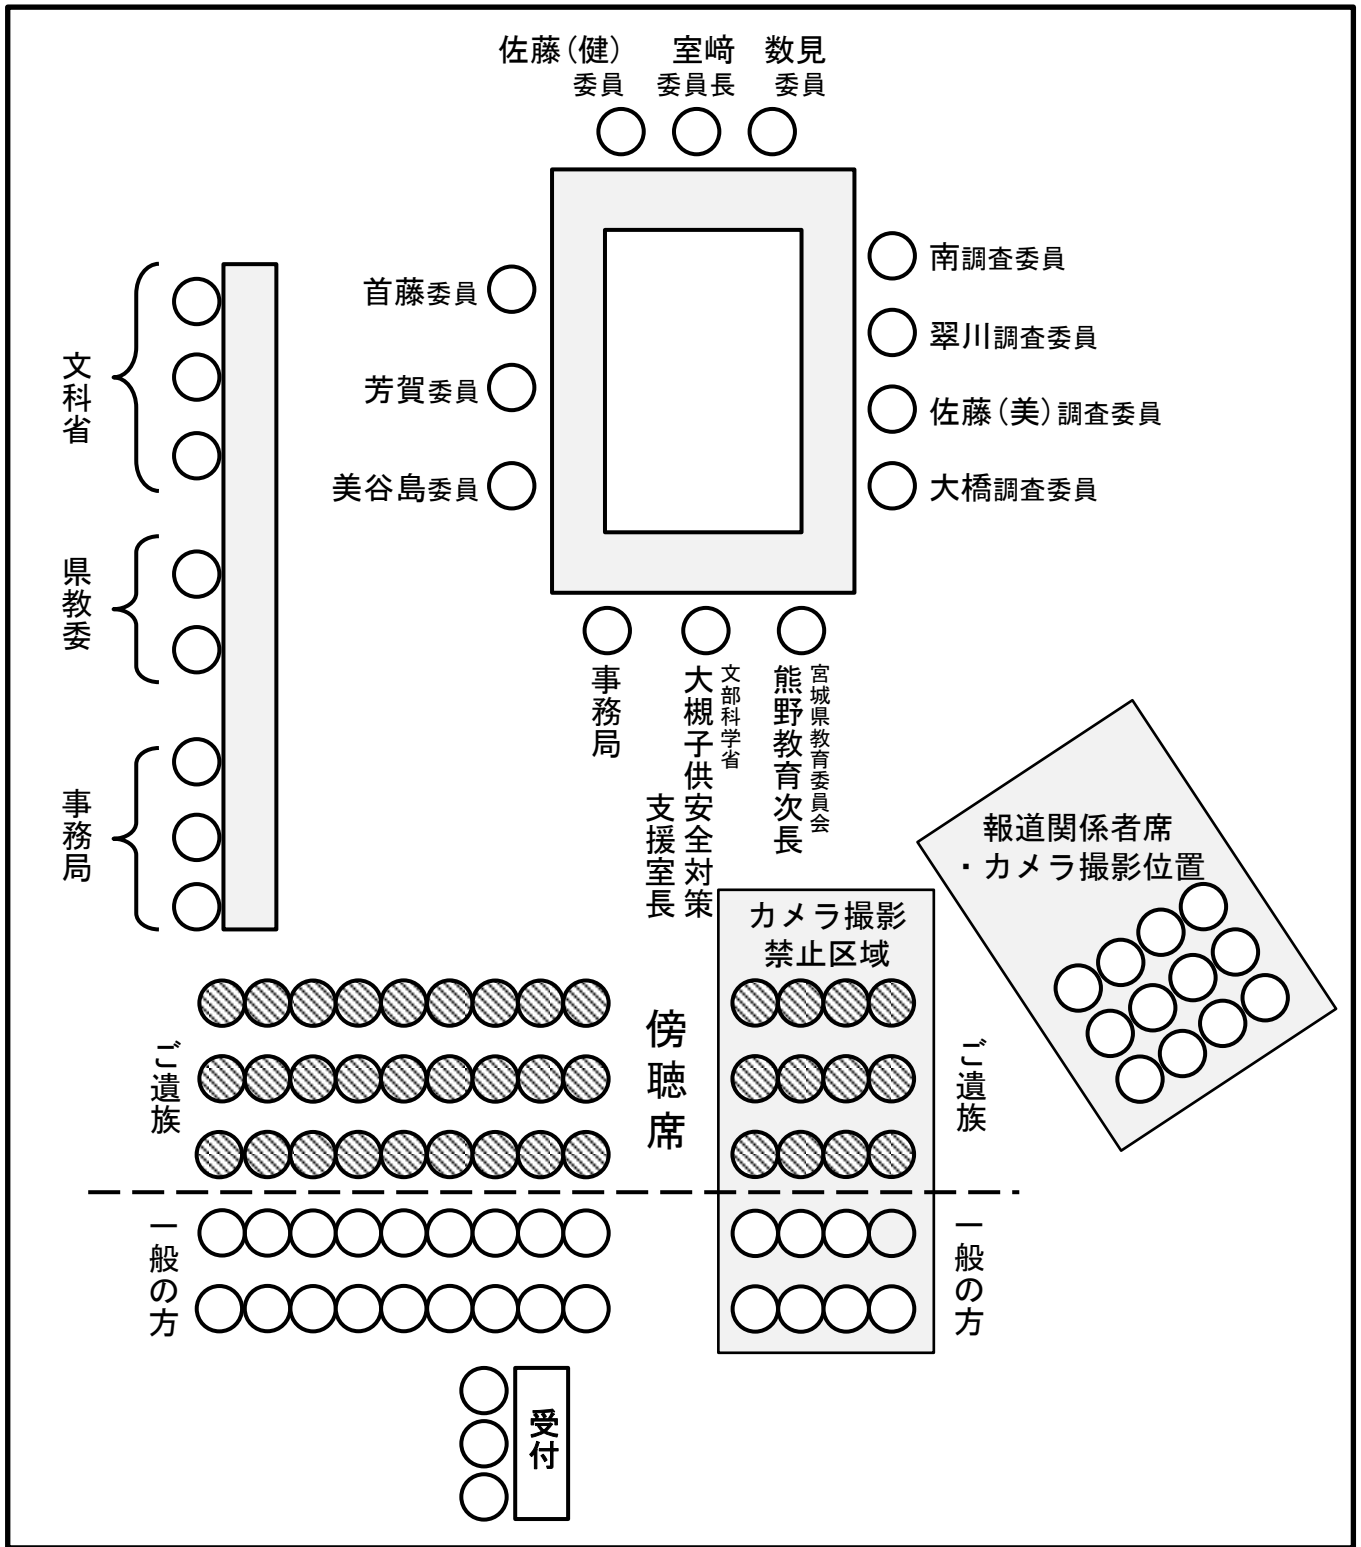 佐藤(健)
委員
室﨑
委員長
数見
委員
南調査委員
翠川調査委員
佐藤(美)調査委員
大橋調査委員
首藤委員
芳賀委員
美谷島委員
文科省
県教委
事務局
事務局
文部科学省
大槻子供安全対策
支援室長
宮城県教育委員会
熊野教育次長
報道関係者席
・カメラ撮影位置
カメラ撮影
禁止区域
傍聴席
ご遺族
ご遺族
一般の方
一般の方
受付